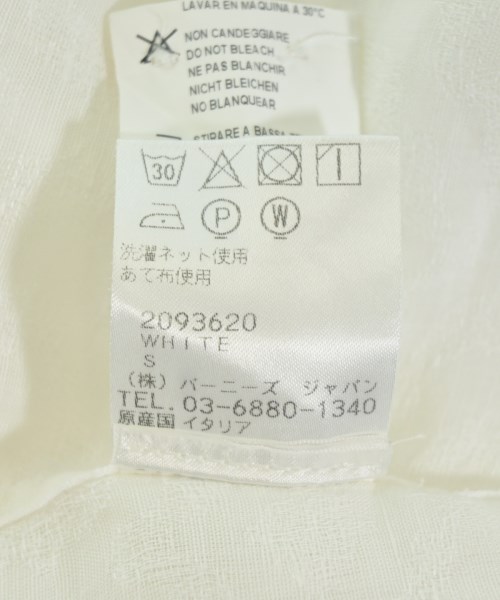 LAVAR EN MAQUINA A 30°C
NON CANDEGGIARE
DO NOT BLEACH
NE PAS BLANCHIR
NICHT BLEICHEN
NO BLANQUEAR
STIRARE A BASSA
30
P W
洗濯ネット使用
あて布使用
2093620
WHITE
S
（株）バーニーズ ジャパン
TEL. 03-6880-1340
原産国 イタリア